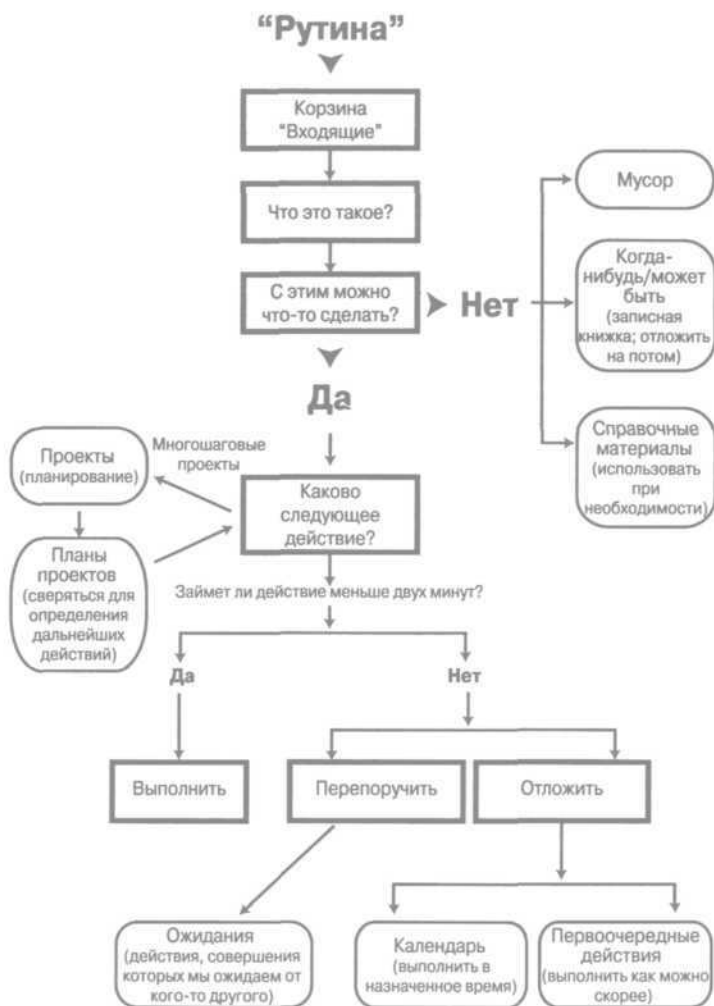 “Рутина”
Корзина
“Входящие”
Что это такое?
С этим можно
что-то сделать?
Нет
Мусор
Когда-
нибудь/может
быть
(записная
книжка; отложить
на потом)
Справочные
материалы
(использовать
при
необходимости)
Да
Многошаговые
проекты
Проекты
(планирование)
Каково
следующее
действие?
Планы
проектов
(сверяться для
определения
дальнейших
действий)
Займет ли действие меньше двух минут?
Да
Нет
Выполнить
Перепоручить
Отложить
Ожидания
(действия, совершения
которых мы ожидаем от
кого-то другого)
Календарь
(выполнить в
назначенное время)
Первоочередные
действия
(выполнить как можно
скорее)